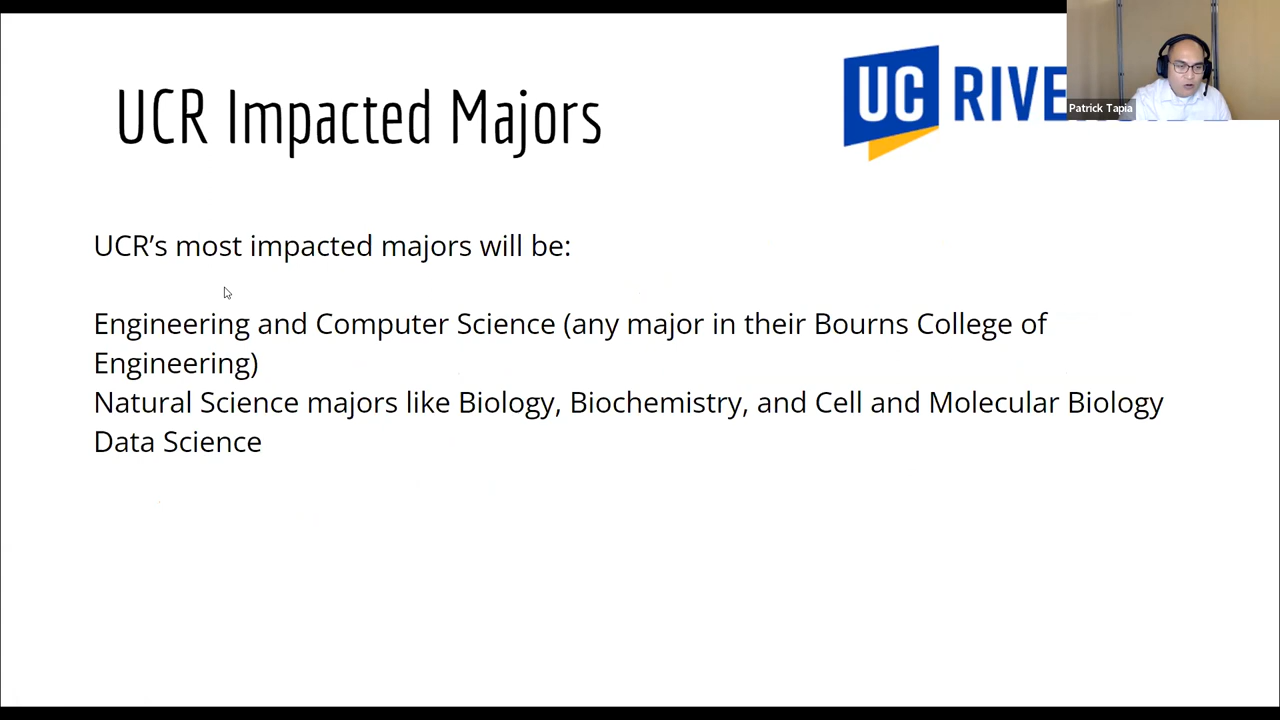 UCR Impacted Majors
UC RIVE
Patrick Tapia
UCR's most impacted majors will be:
Engineering and Computer Science (any major in their Bourns College of
Engineering)
Natural Science majors like Biology, Biochemistry, and Cell and Molecular Biology
Data Science